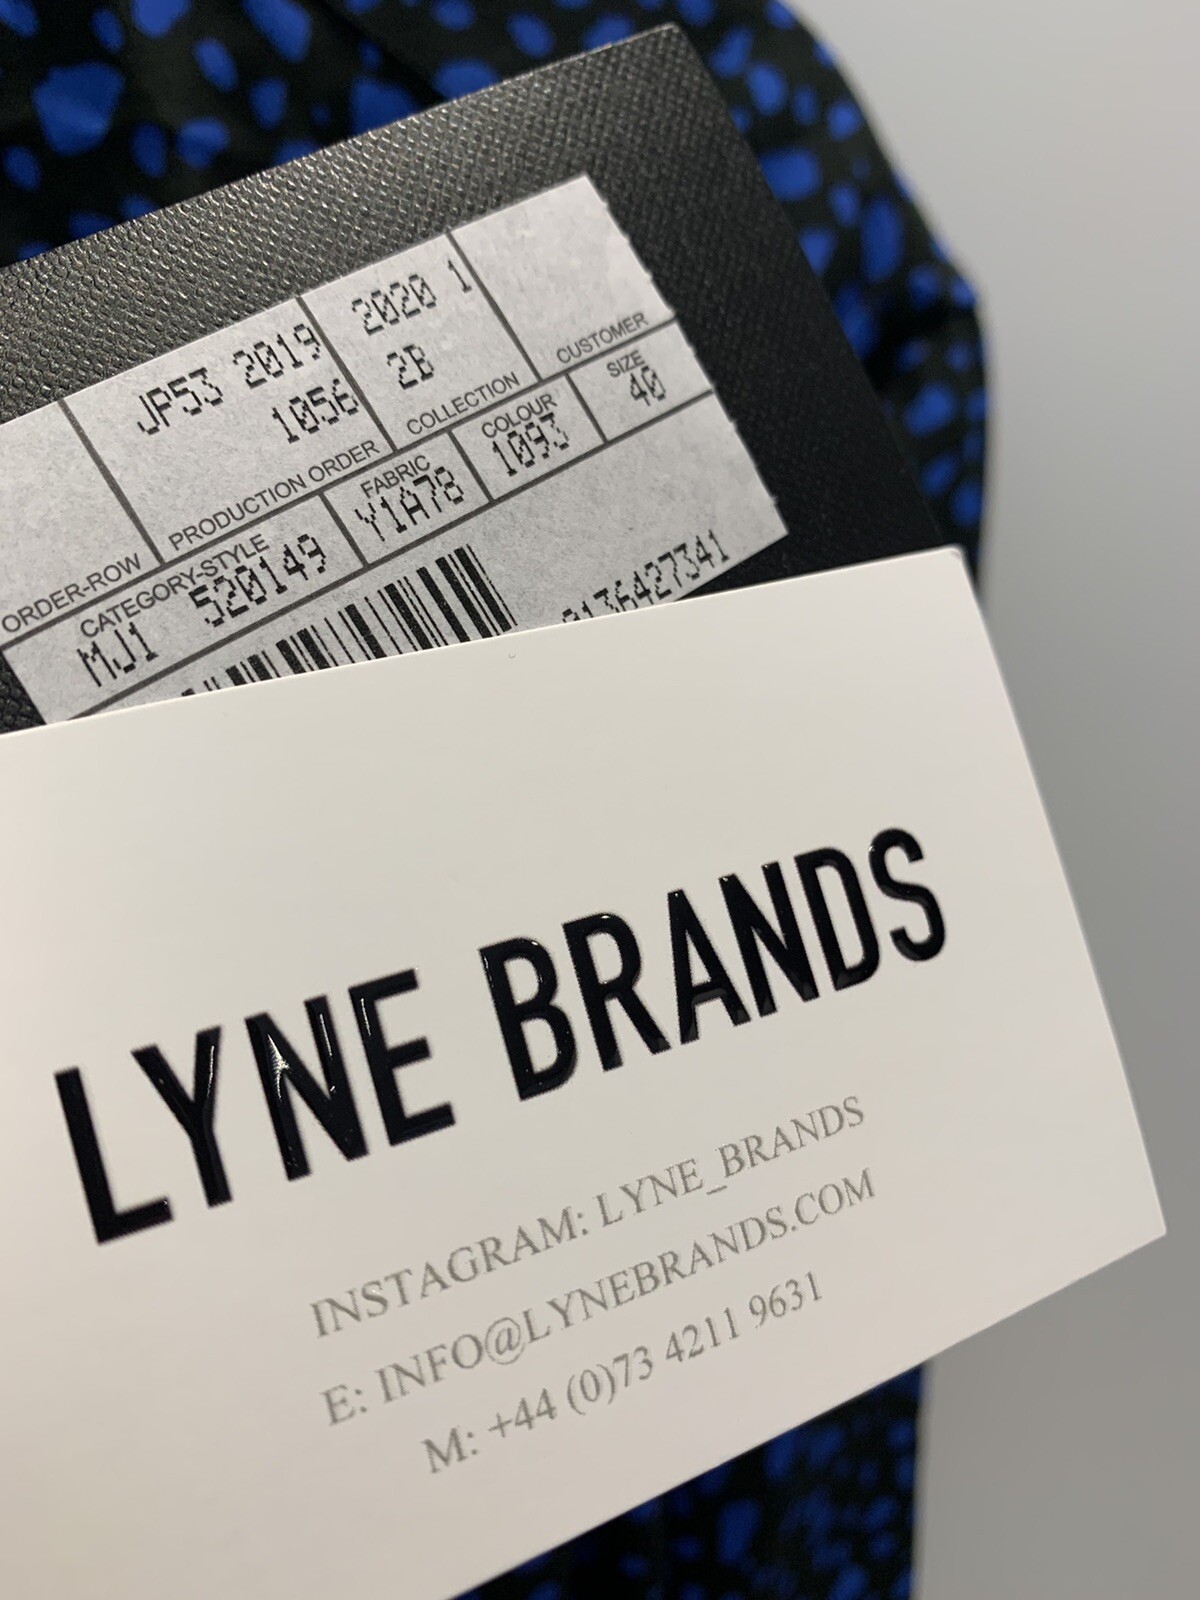 JP53 2019
1056
PRODUCTION ORDER
2020 1
2B
COLLECTION
CUSTOMER
ORDER-ROW
CATEGORY-STYLE
MJ1 520149
FABRIC
Y1A78
COLOUR
1093
SIZE
40
0136427341
LYNE BRANDS
INSTAGRAM: LYNE_BRANDS
E: INFO@LYNEBRANDS.COM
M: +44 (0)73 4211 9631